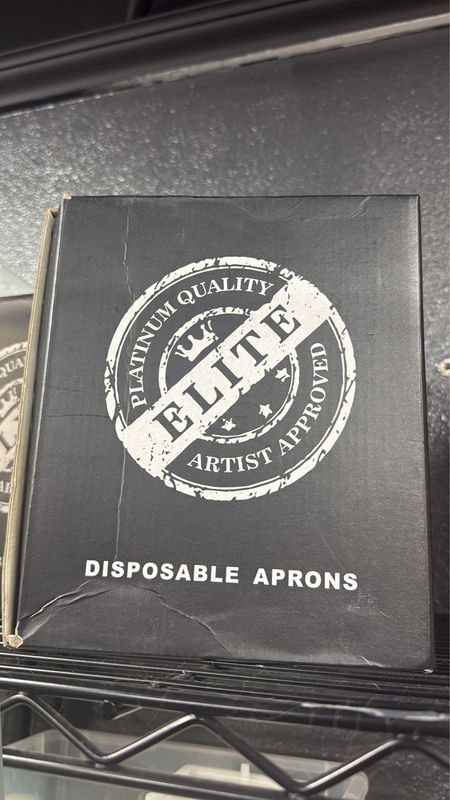 PLATINUM QUALITY
ELITE
ARTIST APPROVED
DISPOSABLE APRONS